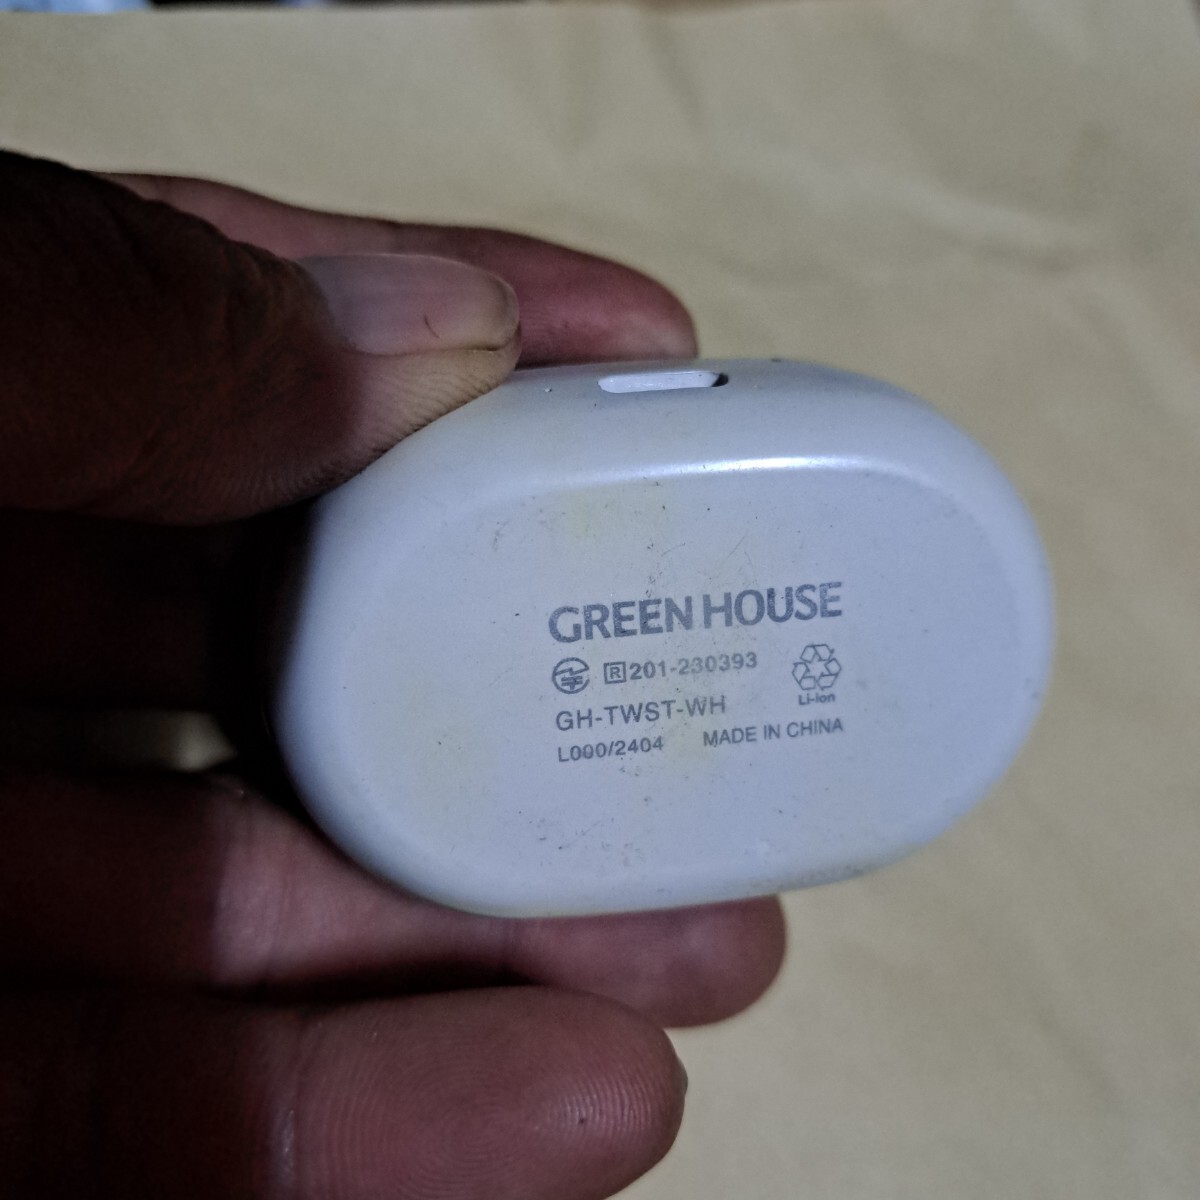 GREEN HOUSE
R 201-230393
GH-TWST-WH
Li-ion
L000/2404 MADE IN CHINA